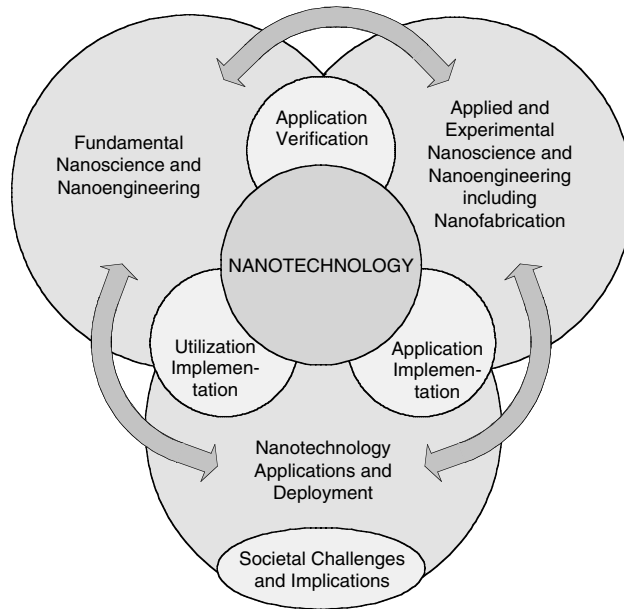 Application
Verification
Fundamental
Nanoscience and
Nanoengineering
Applied and
Experimental
Nanoscience and
Nanoengineering
including
Nanofabrication
NANOTECHNOLOGY
Utilization
Implemen-
tation
Application
Implemen-
tation
Nanotechnology
Applications and
Deployment
Societal Challenges
and Implications